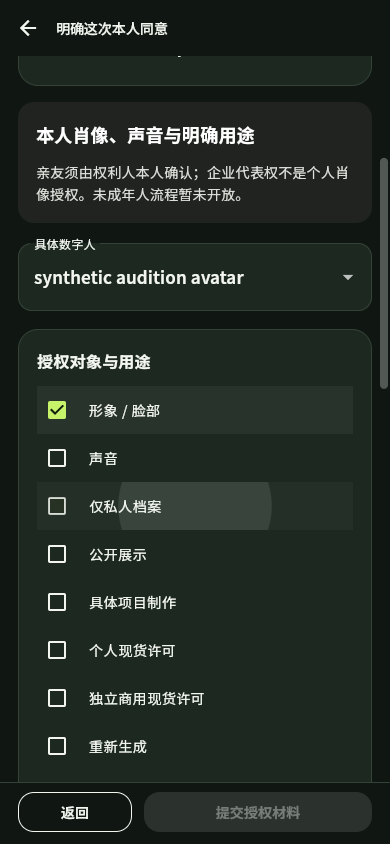 明确这次本人同意
本人肖像、声音与明确用途
亲友须由权利人本人确认；企业代表权不是个人肖
像授权。未成年人流程暂未开放。
具体数字人
synthetic audition avatar
授权对象与用途
形象 / 脸部
声音
仅私人档案
公开展示
具体项目制作
个人现货许可
独立商用现货许可
重新生成
返回
提交授权材料